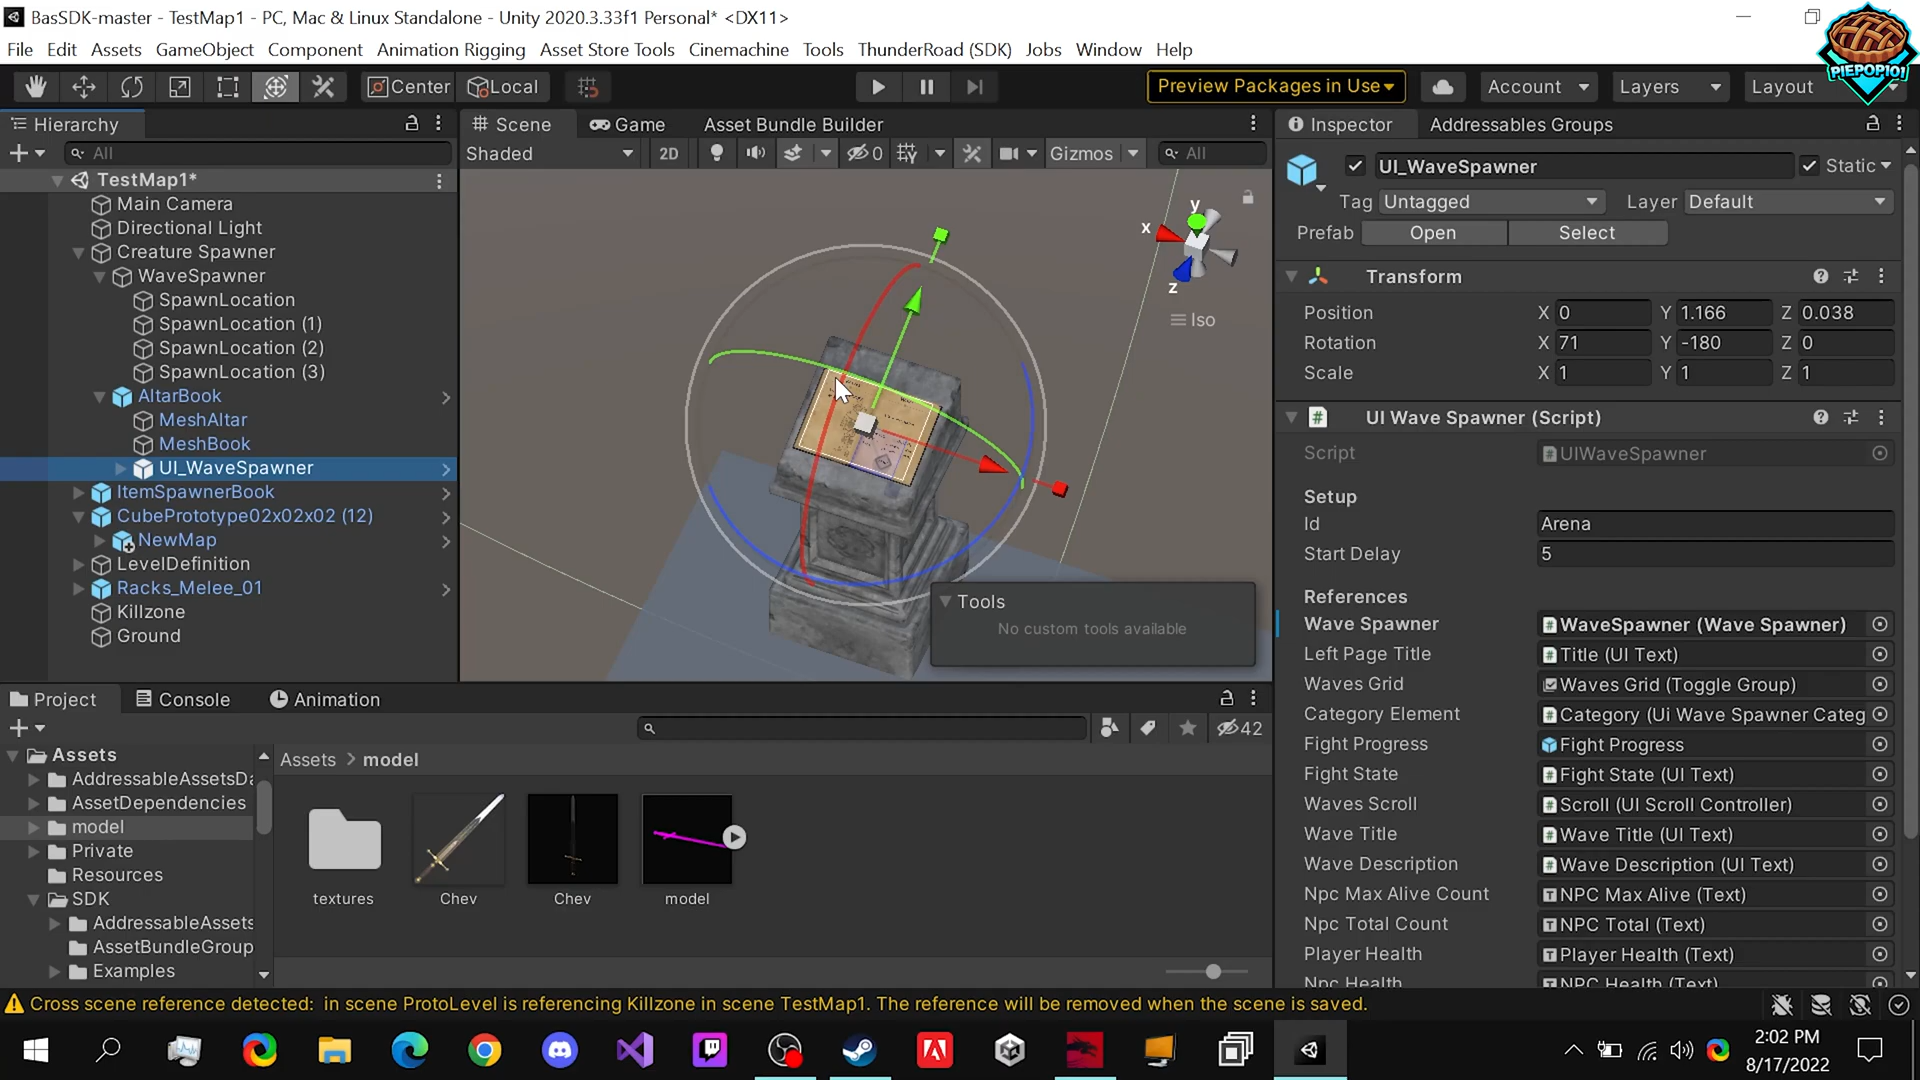 BasSDK-master - TestMap1 - PC, Mac & Linux Standalone - Unity 2020.3.33f1 Personal* <DX11>
PIEPOPIO!
File Edit Assets GameObject Component Animation Rigging Asset Store Tools Cinemachine Tools ThunderRoad (SDK) Jobs Window Help
Center Local Preview Packages in Use Account Layers Layout
Hierarchy
Scene Game Asset Bundle Builder
Inspector Addressables Groups
All
Shaded 2D 0 Gizmos All
TestMap1*
Main Camera
Directional Light
Creature Spawner
WaveSpawner
SpawnLocation
SpawnLocation (1)
SpawnLocation (2)
SpawnLocation (3)
AltarBook
MeshAltar
MeshBook
UI_WaveSpawner
ItemSpawnerBook
CubePrototype02x02x02 (12)
NewMap
LevelDefinition
Racks_Melee_01
Killzone
Ground
y
x
z
Iso
Tools
No custom tools available
UI_WaveSpawner Static
Tag Untagged Layer Default
Prefab Open Select
Transform
Position X 0 Y 1.166 Z 0.038
Rotation X 71 Y -180 Z 0
Scale X 1 Y 1 Z 1
UI Wave Spawner (Script)
Script UIWaveSpawner
Setup
Id Arena
Start Delay 5
References
Wave Spawner WaveSpawner (Wave Spawner)
Left Page Title Title (UI Text)
Waves Grid Waves Grid (Toggle Group)
Category Element Category (Ui Wave Spawner Categ
Fight Progress Fight Progress
Fight State Fight State (UI Text)
Waves Scroll Scroll (UI Scroll Controller)
Wave Title Wave Title (UI Text)
Wave Description Wave Description (UI Text)
Npc Max Alive Count NPC Max Alive (Text)
Npc Total Count NPC Total (Text)
Player Health Player Health (Text)
Npc Health NPC Health (Text)
Project Console Animation
42
Assets
AddressableAssetsDa
AssetDependencies
model
Private
Resources
SDK
AddressableAssets
AssetBundleGroup
Examples
Assets > model
textures Chev Chev model
Cross scene reference detected: in scene ProtoLevel is referencing Killzone in scene TestMap1. The reference will be removed when the scene is saved.
2:02 PM
8/17/2022